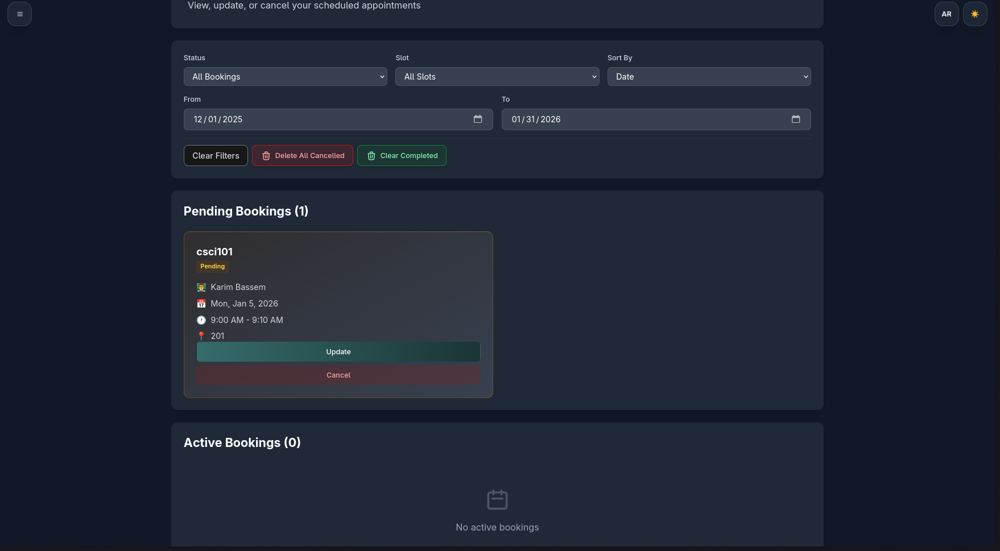 View, update, or cancel your scheduled appointments
AR
Status
Slot
Sort By
All Bookings
All Slots
Date
From
To
12/01/2025
01/31/2026
Clear Filters
Delete All Cancelled
Clear Completed
Pending Bookings (1)
csci101
Pending
Karim Bassem
Mon, Jan 5, 2026
9:00 AM - 9:10 AM
201
Update
Cancel
Active Bookings (0)
No active bookings